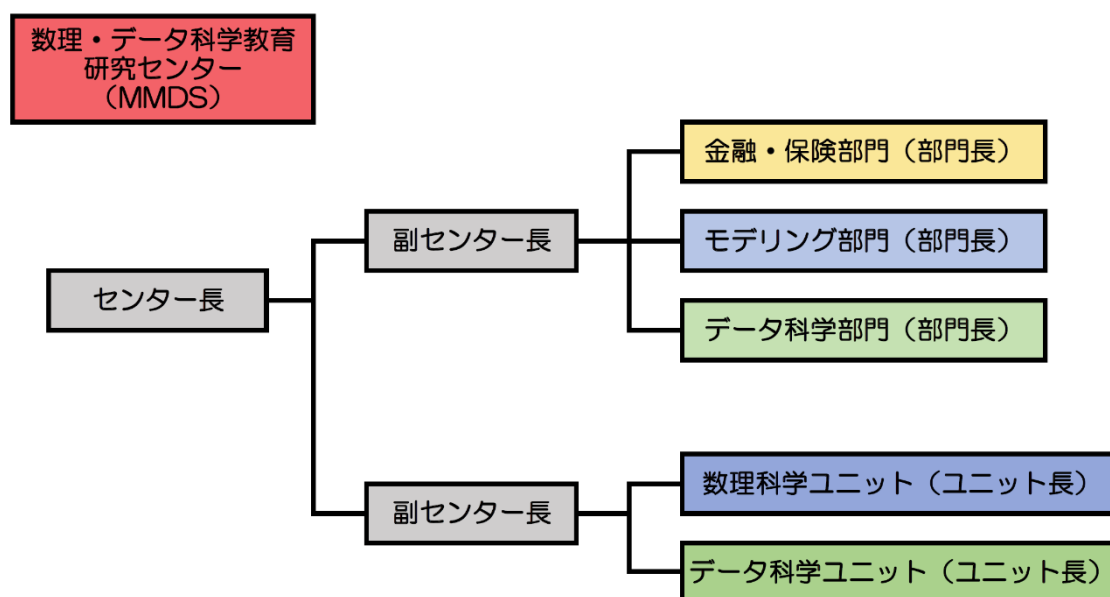 数理・データ科学教育
研究センター
(MMDS)
金融・保険部門(部門長)
副センター長
モデリング部門(部門長)
センター長
データ科学部門(部門長)
副センター長
数理科学ユニット(ユニット長)
データ科学ユニット(ユニット長)